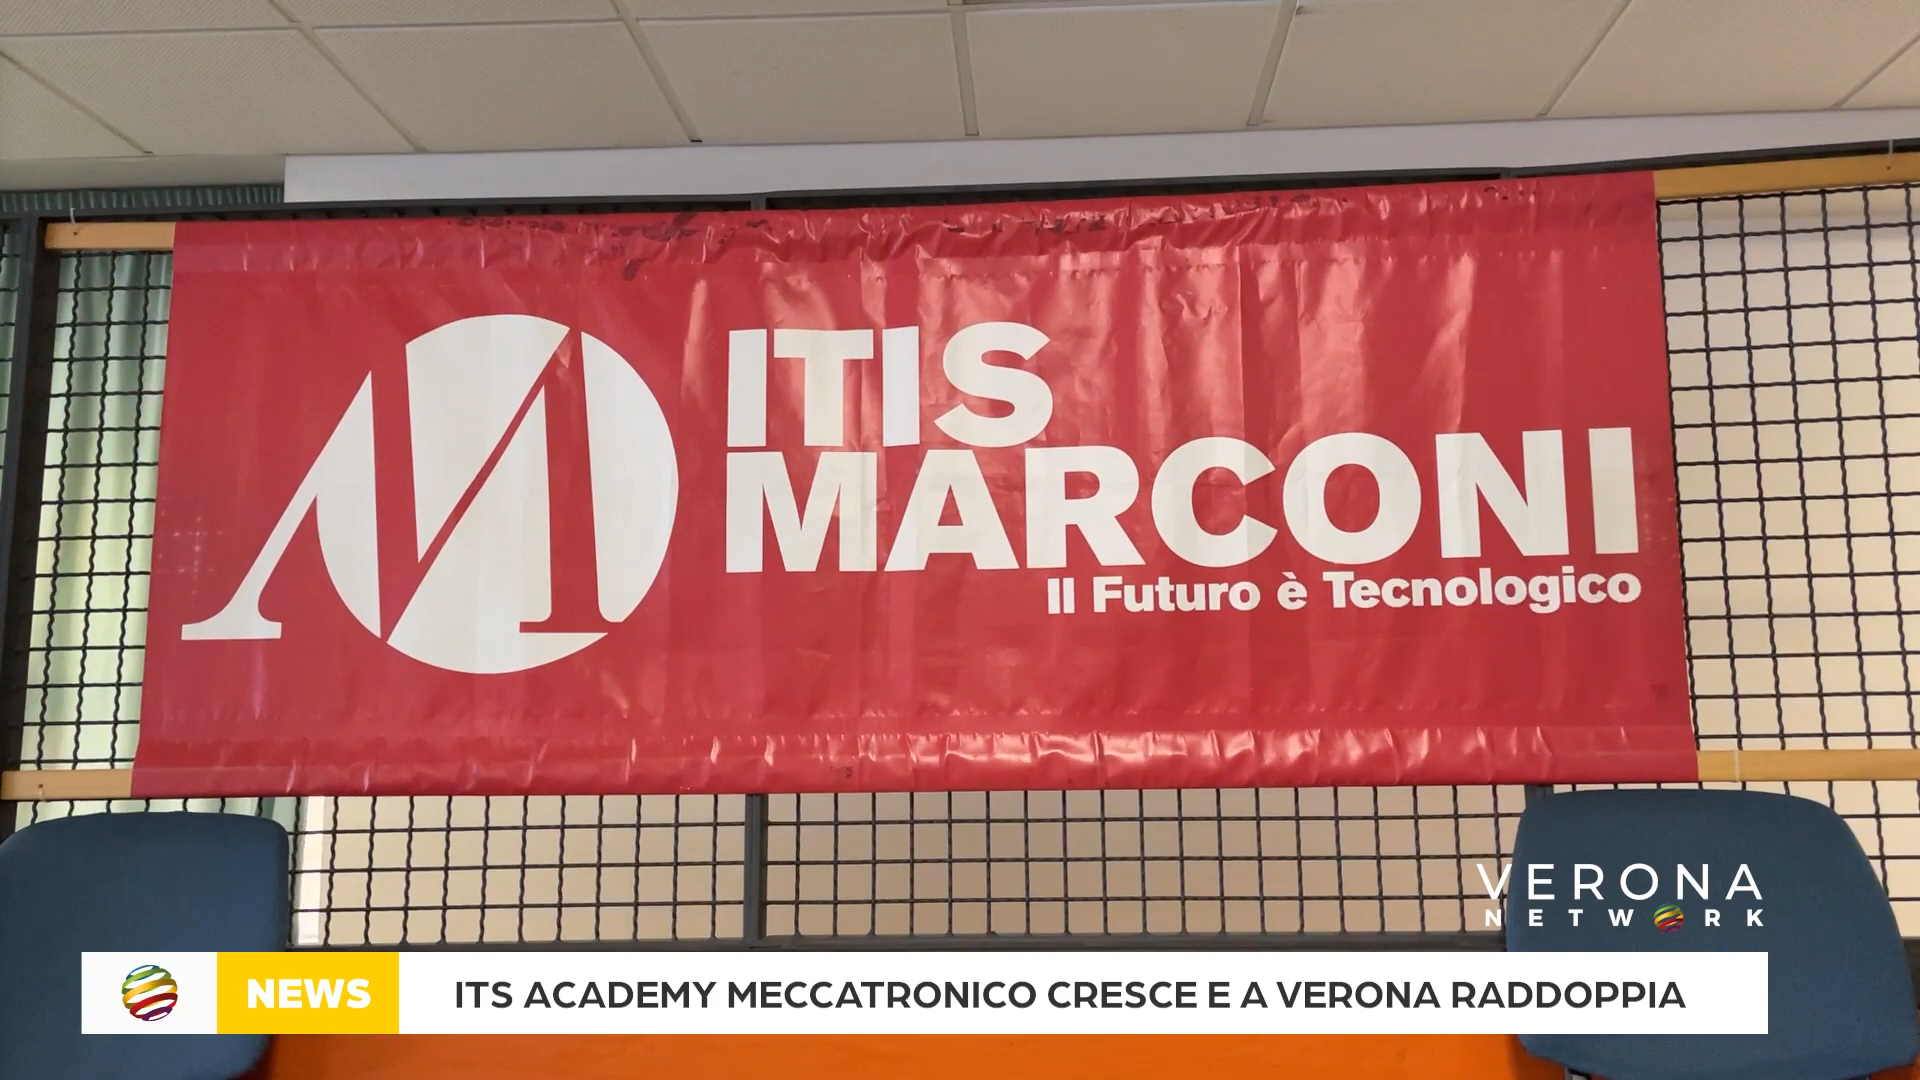 ITIS
MARCONI
Il Futuro è Tecnologico
VERONA
NETWORK
NEWS
ITS ACADEMY MECCATRONICO CRESCE E A VERONA RADDOPPIA